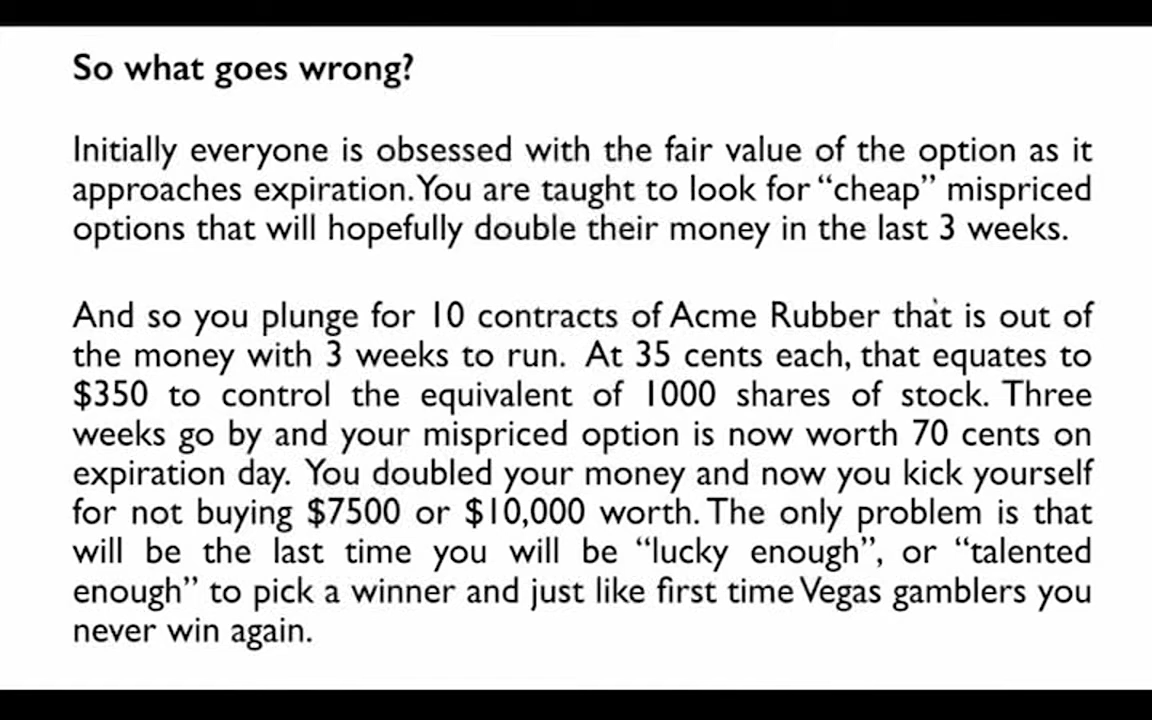 So what goes wrong?
Initially everyone is obsessed with the fair value of the option as it
approaches expiration. You are taught to look for “cheap” mispriced
options that will hopefully double their money in the last 3 weeks.
And so you plunge for 10 contracts of Acme Rubber that is out of
the money with 3 weeks to run. At 35 cents each, that equates to
$350 to control the equivalent of 1000 shares of stock. Three
weeks go by and your mispriced option is now worth 70 cents on
expiration day. You doubled your money and now you kick yourself
for not buying $7500 or $10,000 worth. The only problem is that
will be the last time you will be “lucky enough”, or “talented
enough” to pick a winner and just like first time Vegas gamblers you
never win again.